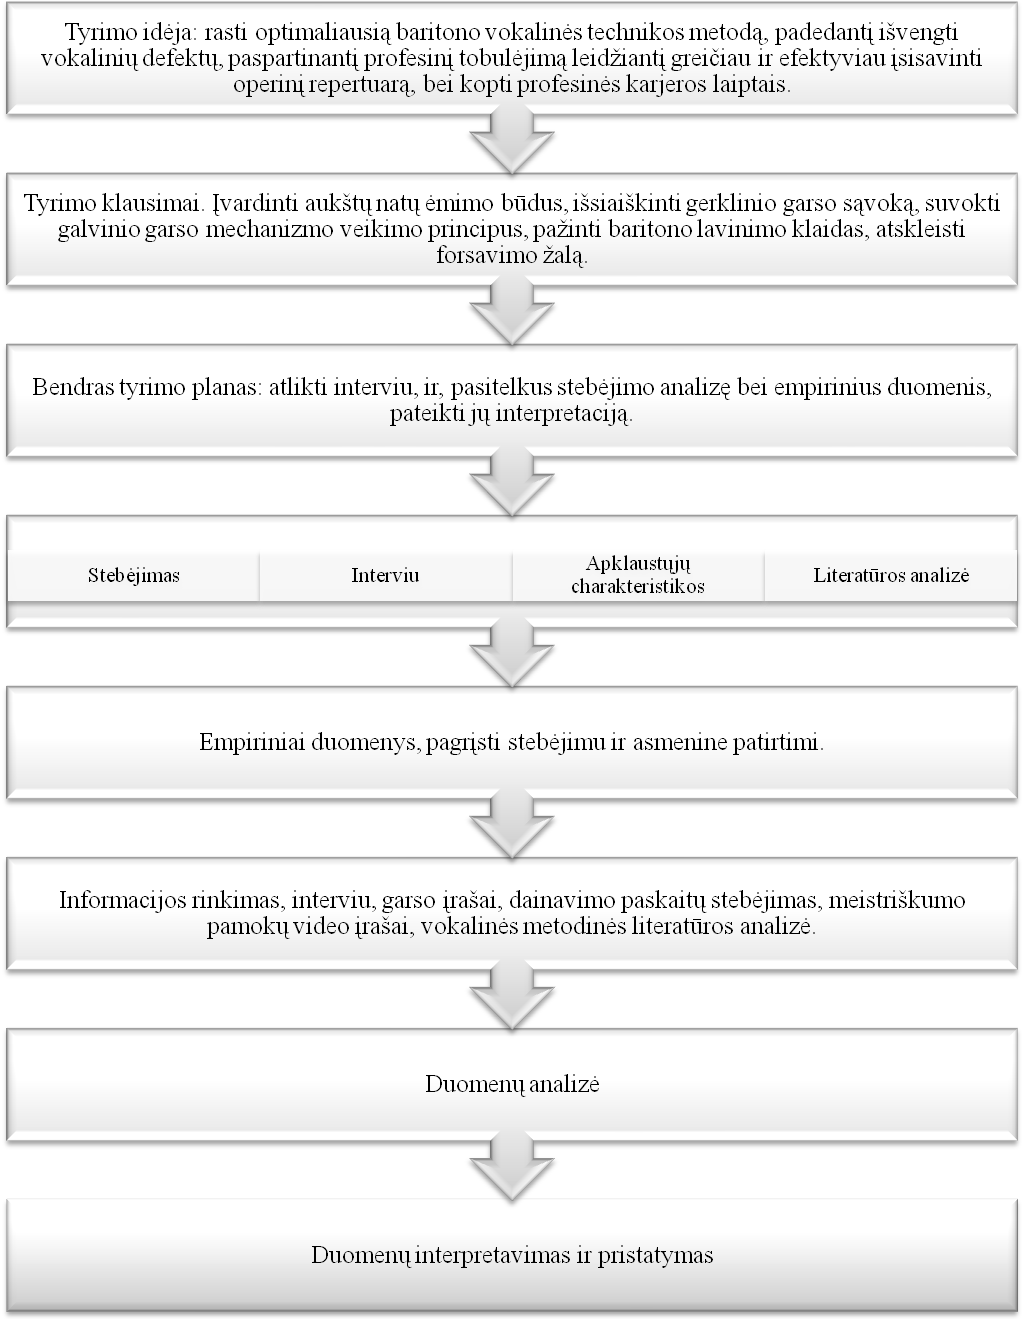 Tyrimo idėja: rasti optimaliausią baritono vokalinės technikos metodą, padedantį išvengti
vokalinių defektų, paspartinantį profesinį tobulėjimą leidžiantį greičiau ir efektyviau įsisavinti
operinį repertuarą, bei kopti profesinės karjeros laiptais.
Tyrimo klausimai. Įvardinti aukštų natų ėmimo būdus, išsiaiškinti gerklinio garso sąvoką, suvokti
galvinio garso mechanizmo veikimo principus, pažinti baritono lavinimo klaidas, atskleisti
forsavimo žalą.
Bendras tyrimo planas: atlikti interviu, ir, pasitelkus stebėjimo analizę bei empirinius duomenis,
pateikti jų interpretaciją.
Stebėjimas
Interviu
Apklaustųjų
charakteristikos
Literatūros analizė
Empiriniai duomenys, pagrįsti stebėjimu ir asmenine patirtimi.
Informacijos rinkimas, interviu, garso įrašai, dainavimo paskaitų stebėjimas, meistriškumo
pamokų video įrašai, vokalinės metodinės literatūros analizė.
Duomenų analizė
Duomenų interpretavimas ir pristatymas